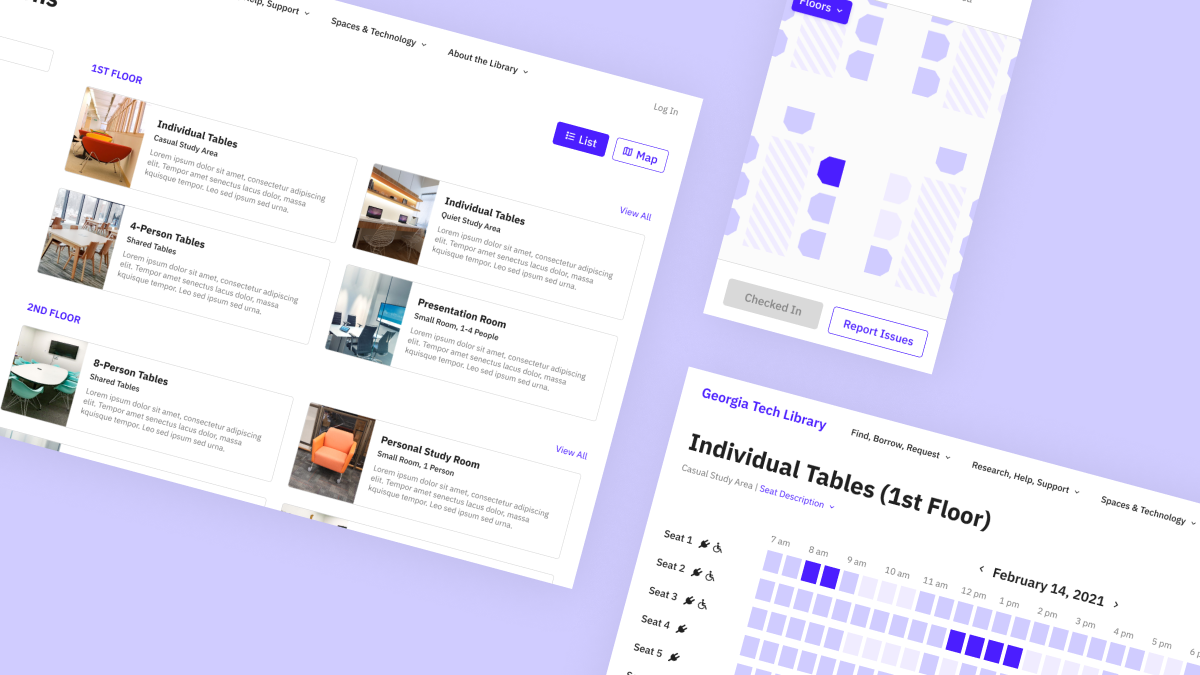 Help, Support
Spaces & Technology
About the Library
Log In
List
Map
1ST FLOOR
View All
Individual Tables
Casual Study Area
Lorem ipsum dolor sit amet, consectetur adipiscing
elit. Tempor amet senectus lacus dolor, massa
kquisque tempor. Leo sed ipsum sed urna.
Individual Tables
Quiet Study Area
Lorem ipsum dolor sit amet, consectetur adipiscing
elit. Tempor amet senectus lacus dolor, massa
kquisque tempor. Leo sed ipsum sed urna.
4-Person Tables
Shared Tables
Lorem ipsum dolor sit amet, consectetur adipiscing
elit. Tempor amet senectus lacus dolor, massa
kquisque tempor. Leo sed ipsum sed urna.
Presentation Room
Small Room, 1-4 People
Lorem ipsum dolor sit amet, consectetur adipiscing
elit. Tempor amet senectus lacus dolor, massa
kquisque tempor. Leo sed ipsum sed urna.
2ND FLOOR
View All
8-Person Tables
Shared Tables
Lorem ipsum dolor sit amet, consectetur adipiscing
elit. Tempor amet senectus lacus dolor, massa
kquisque tempor. Leo sed ipsum sed urna.
Personal Study Room
Small Room, 1 Person
Lorem ipsum dolor sit amet, consectetur adipiscing
elit. Tempor amet senectus lacus dolor, massa
kquisque tempor. Leo sed ipsum sed urna.
Floors
Checked In
Report Issues
Georgia Tech Library
Find, Borrow, Request
Research, Help, Support
Spaces & Technology
Individual Tables (1st Floor)
Casual Study Area | Seat Description
February 14, 2021
7 am 8 am 9 am 10 am 11 am 12 pm 1 pm 2 pm 3 pm 4 pm 5 pm 6 p
Seat 1
Seat 2
Seat 3
Seat 4
Seat 5